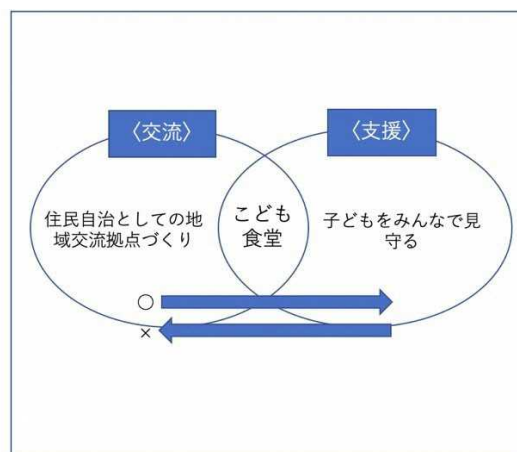 〈交流〉
〈支援〉
住民自治としての地
域交流拠点づくり
こども
食堂
子どもをみんなで見
守る
○
×